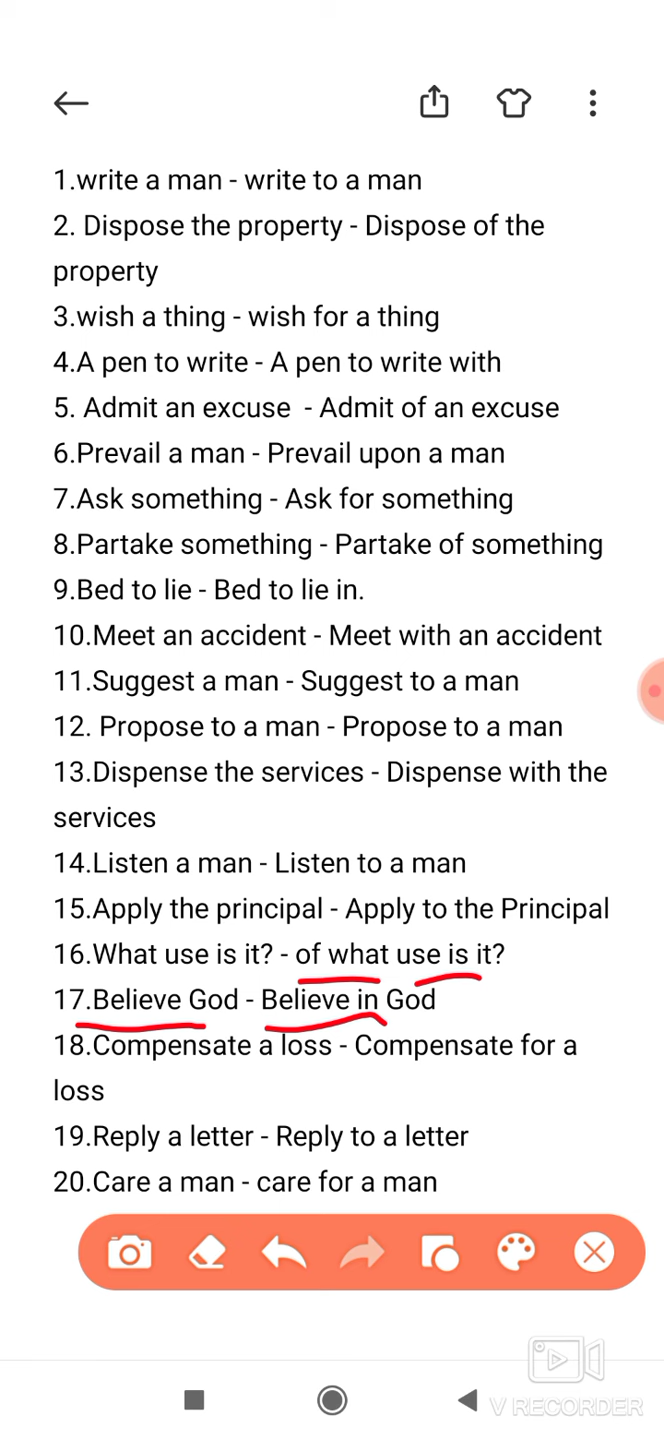 1.write a man - write to a man
2. Dispose the property - Dispose of the
property
3.wish a thing - wish for a thing
4.A pen to write - A pen to write with
5. Admit an excuse  - Admit of an excuse
6.Prevail a man - Prevail upon a man
7.Ask something - Ask for something
8.Partake something - Partake of something
9.Bed to lie - Bed to lie in.
10.Meet an accident - Meet with an accident
11.Suggest a man - Suggest to a man
12. Propose to a man - Propose to a man
13.Dispense the services - Dispense with the
services
14.Listen a man - Listen to a man
15.Apply the principal - Apply to the Principal
16.What use is it? - of what use is it?
17.Believe God - Believe in God
18.Compensate a loss - Compensate for a
loss
19.Reply a letter - Reply to a letter
20.Care a man - care for a man
V RECORDER